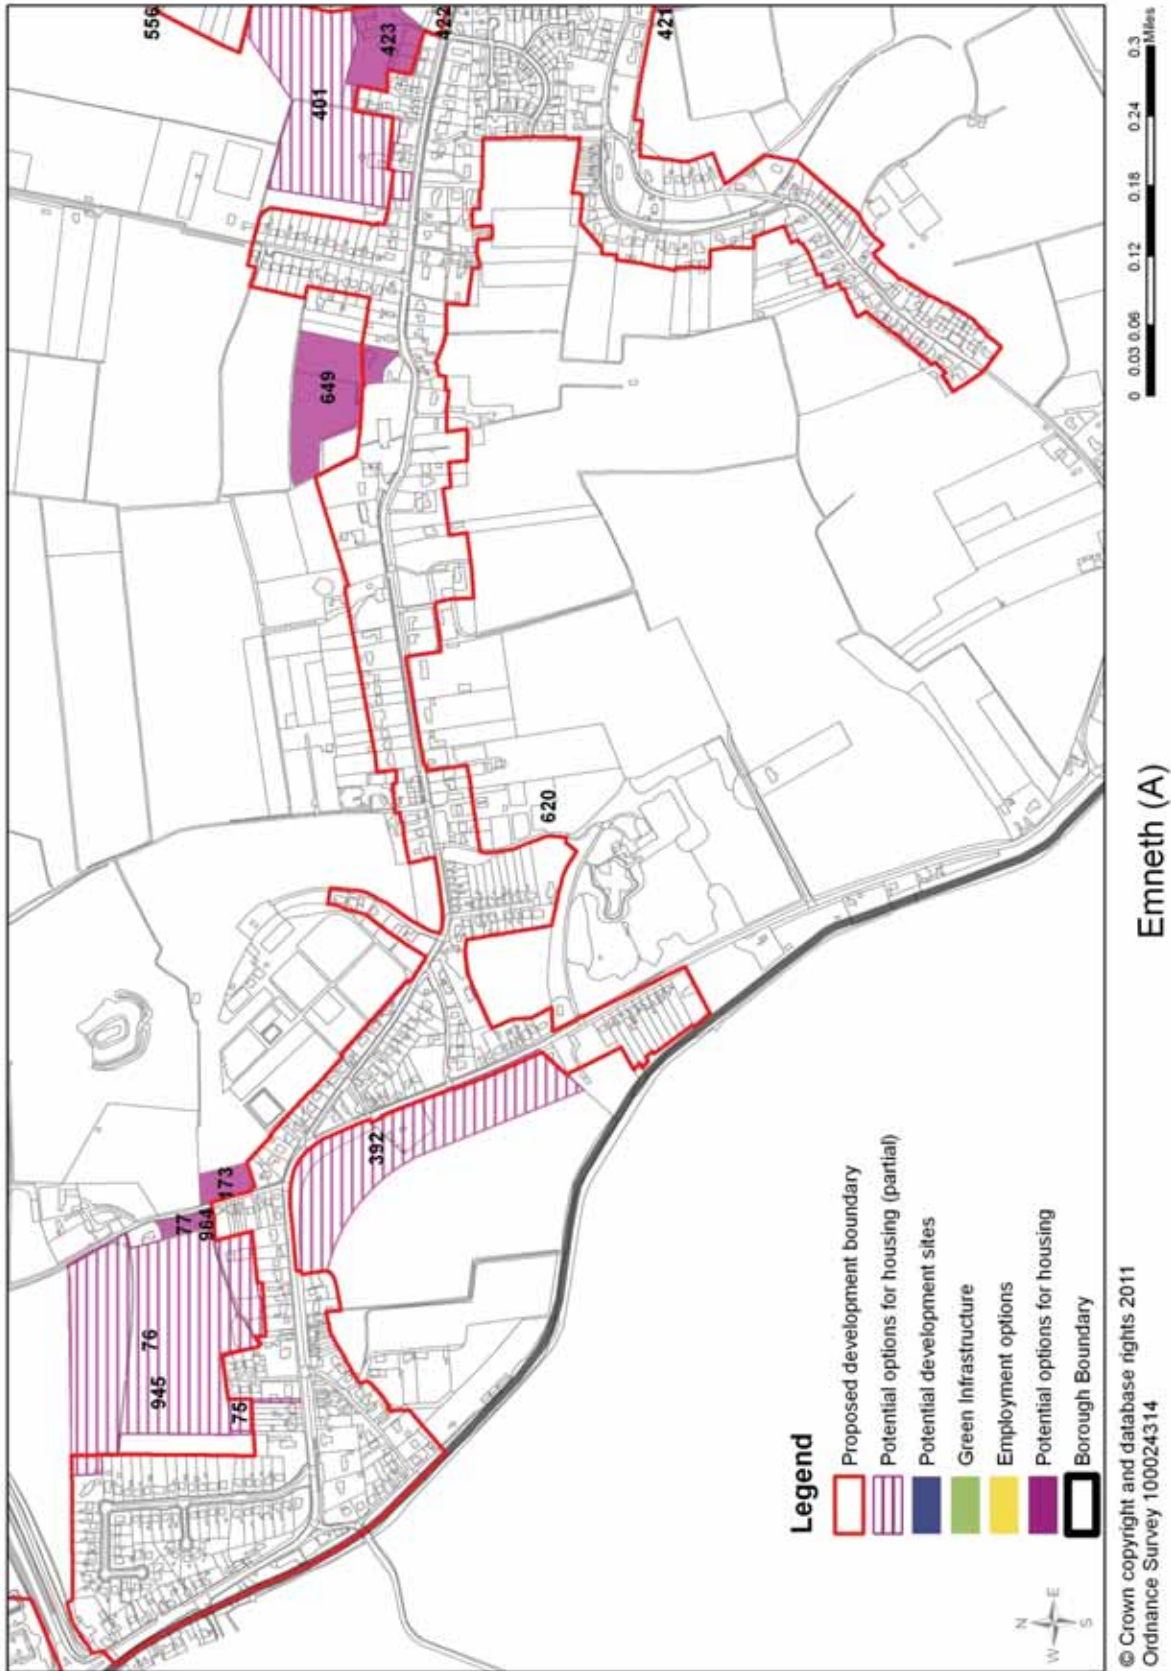 556
423
422
421
401
649
620
392
173
77
964
76
945
75
Legend
Proposed development boundary
Potential options for housing (partial)
Potential development sites
Green Infrastructure
Employment options
Potential options for housing
Borough Boundary
N
W E
S
0 0.03 0.06 0.12 0.18 0.24 0.3
Miles
Emneth (A)
© Crown copyright and database rights 2011
Ordnance Survey 100024314